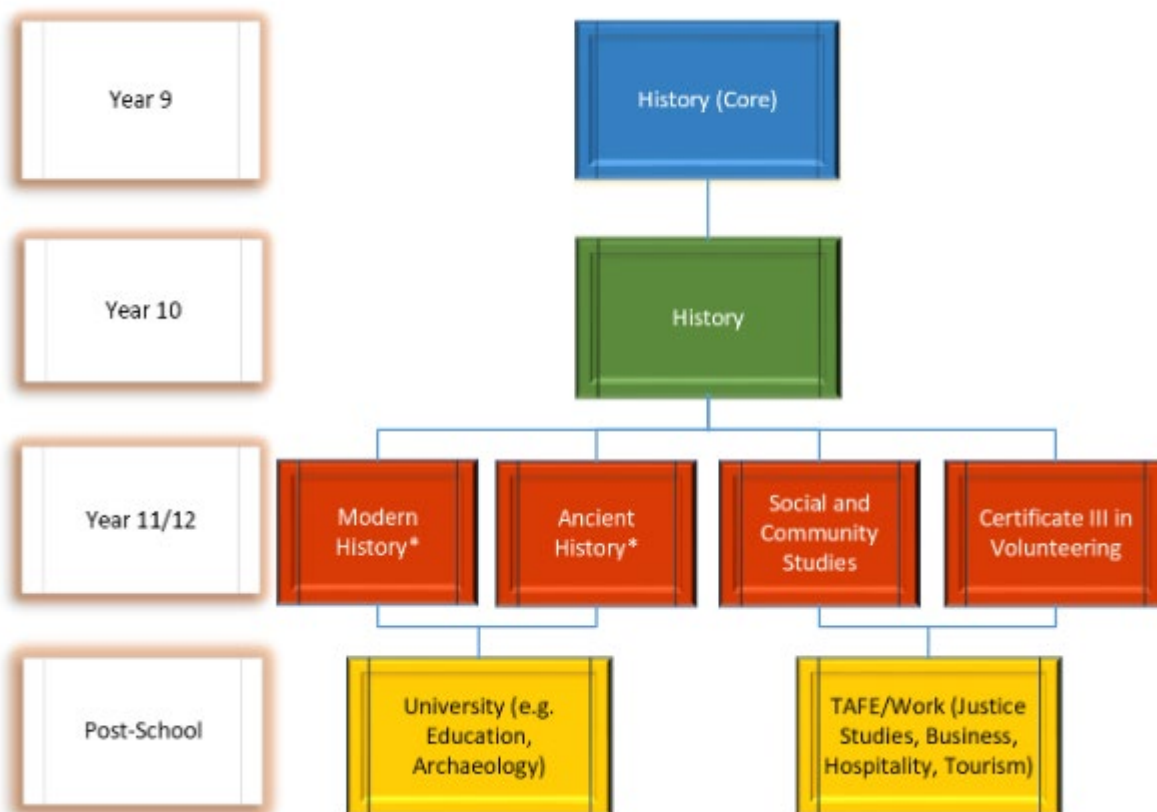 Year 9
History (Core)
Year 10
History
Year 11/12
Modern
History*
Ancient
History*
Social and
Community
Studies
Certificate III in
Volunteering
Post-School
University (e.g.
Education,
Archaeology)
TAFE/Work (Justice
Studies, Business,
Hospitality, Tourism)